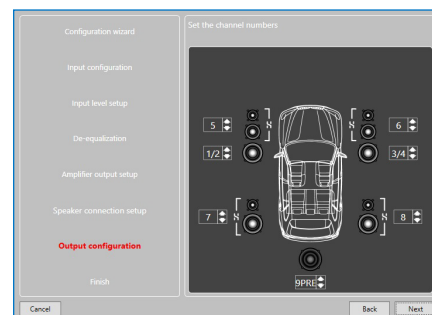 Configuration wizard
Set the channel numbers
Input configuration
Input level setup
De-equalization
Amplifier output setup
Speaker connection setup
Output configuration
Finish
5
6
1/2
3/4
7
8
9PRE
Cancel
Back
Next